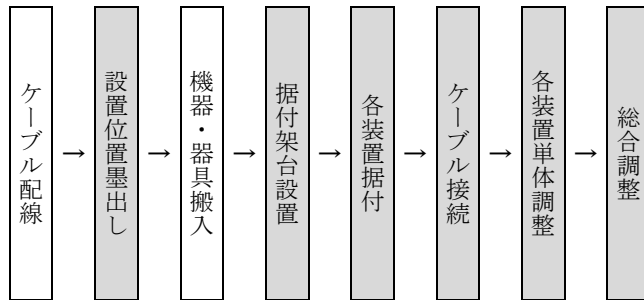 ケーブル配線
→
設置位置墨出し
→
機器・器具搬入
→
据付架台設置
→
各装置据付
→
ケーブル接続
→
各装置単体調整
→
総合調整